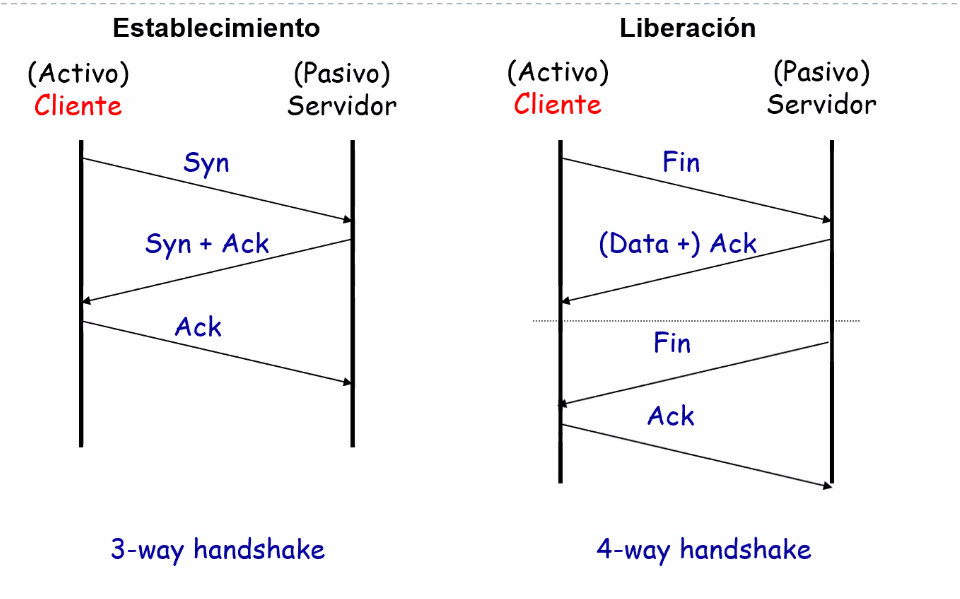 Establecimiento
(Activo)
Cliente
(Pasivo)
Servidor
Syn
Syn + Ack
Ack
3-way handshake
Liberación
(Activo)
Cliente
(Pasivo)
Servidor
Fin
(Data +) Ack
Fin
Ack
4-way handshake